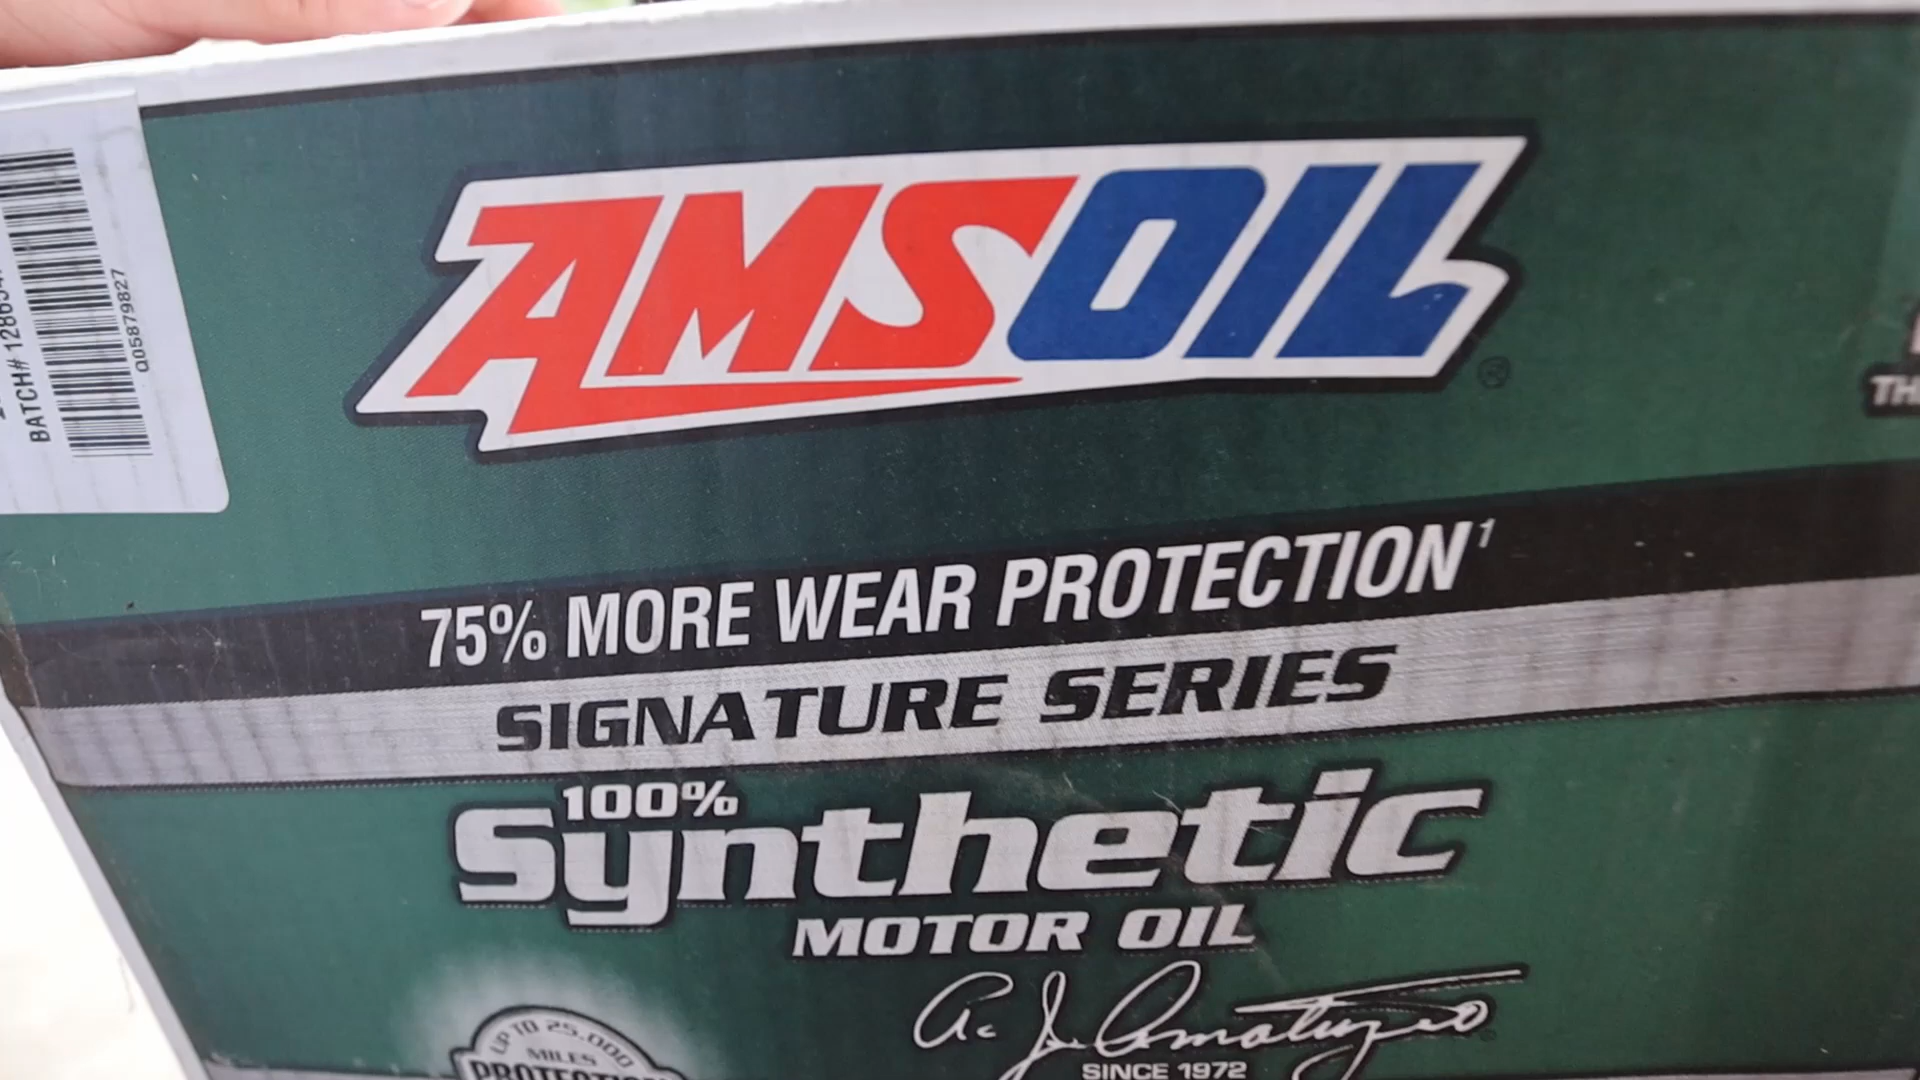 AMSOIL
75% MORE WEAR PROTECTION¹
SIGNATURE SERIES
100%
Synthetic
MOTOR OIL
A. J. Amatuzio
SINCE 1972
UP TO 25,000
MILES
BATCH#
Q05879827